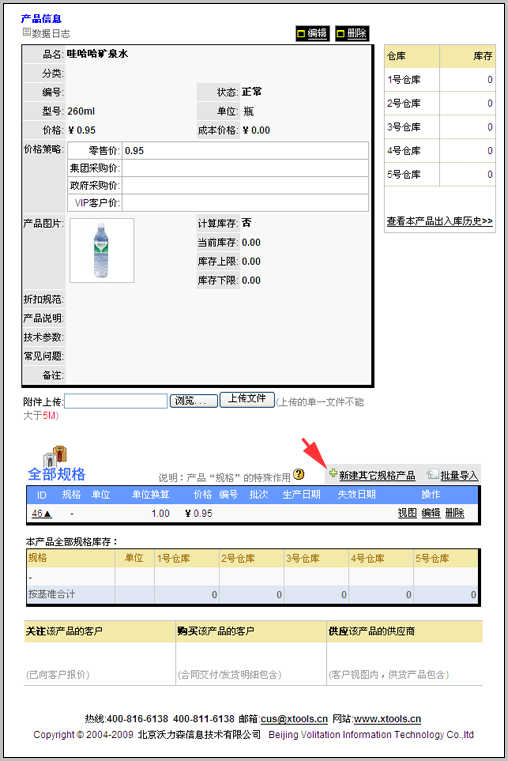 产品信息
数据日志 编辑 删除
品名: 哇哈哈矿泉水
分类:
编号: 状态: 正常
型号: 260ml 单位: 瓶
价格: ¥ 0.95 成本价格: ¥ 0.00
价格策略: 零售价: 0.95
集团采购价:
政府采购价:
VIP客户价:
产品图片: 计算库存: 否
当前库存: 0.00
库存上限: 0.00
库存下限: 0.00
折扣规范:
产品说明:
技术参数:
常见问题:
备注:
仓库 库存
1号仓库 0
2号仓库 0
3号仓库 0
4号仓库 0
5号仓库 0
查看本产品出入库历史>>
附件上传: 浏览... 上传文件 (上传的单一文件不能
大于5M)
全部规格 说明：产品“规格”的特殊作用 新建其它规格产品 批量导入
ID 规格 单位 单位换算 价格 编号 批次 生产日期 失效日期 操作
46▲ - 1.00 ¥ 0.95 视图 编辑 删除
本产品全部规格库存：
规格 单位 1号仓库 2号仓库 3号仓库 4号仓库 5号仓库
-
按基准合计 0 0 0 0 0
关注该产品的客户 购买该产品的客户 供应该产品的供应商
(已向客户报价) (合同交付/发货明细包含) (客户视图内，供货产品包含)
热线:400-816-6138 400-811-6138 邮箱:cus@xtools.cn 网站:www.xtools.cn
Copyright © 2004-2009 北京沃力森信息技术有限公司 Beijing Volitation Information Technology Co.,ltd